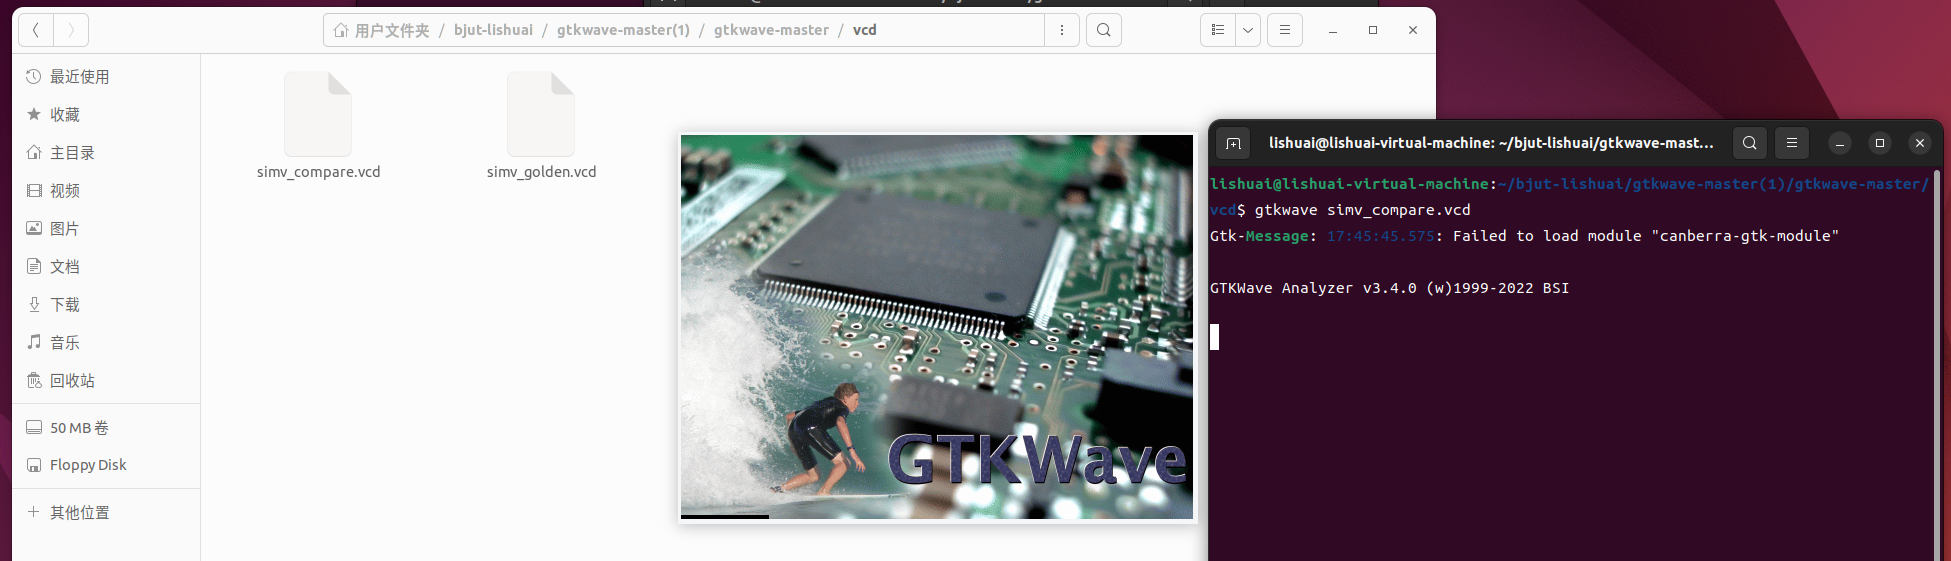 用户文件夹 / bjut-lishuai / gtkwave-master(1) / gtkwave-master / vcd
最近使用
收藏
主目录
视频
图片
文档
下载
音乐
回收站
50 MB 卷
Floppy Disk
其他位置
simv_compare.vcd
simv_golden.vcd
GTKWave
lishuai@lishuai-virtual-machine: ~/bjut-lishuai/gtkwave-mast...
lishuai@lishuai-virtual-machine:~/bjut-lishuai/gtkwave-master(1)/gtkwave-master/
vcd$ gtkwave simv_compare.vcd
Gtk-Message: 17:45:45.575: Failed to load module "canberra-gtk-module"
GTKWave Analyzer v3.4.0 (w)1999-2022 BSI